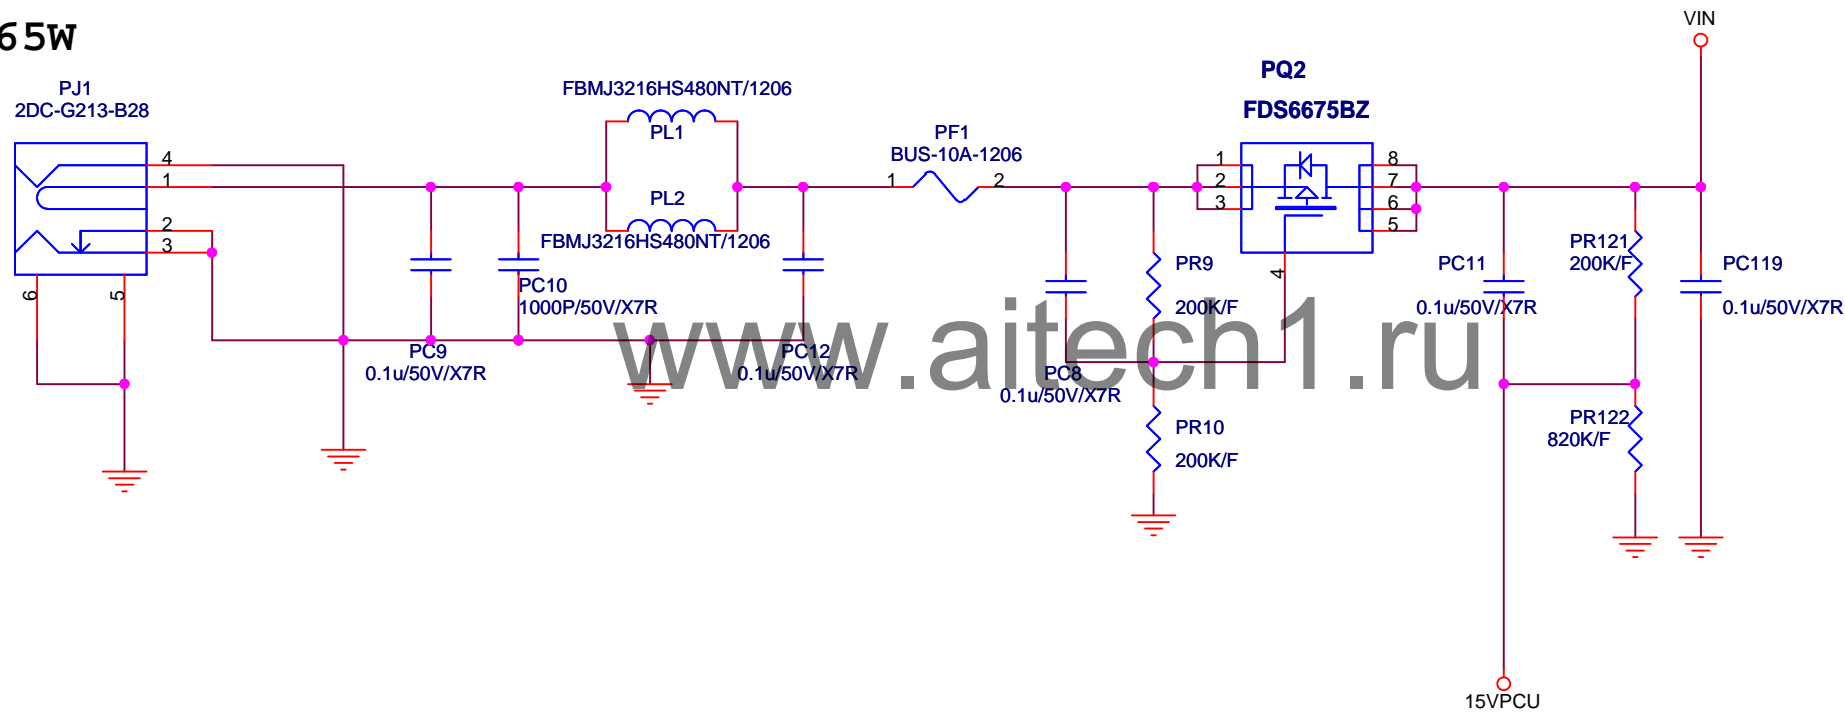 65W
VIN
PJ1
2DC-G213-B28
FBMJ3216HS480NT/1206
PL1
PL2
FBMJ3216HS480NT/1206
PF1
BUS-10A-1206
1
2
PQ2
FDS6675BZ
1
2
3
8
7
6
5
4
4
1
2
3
6
5
PC10
1000P/50V/X7R
PC9
0.1u/50V/X7R
PC12
0.1u/50V/X7R
PC8
0.1u/50V/X7R
PR9
200K/F
PR10
200K/F
PC11
0.1u/50V/X7R
PR121
200K/F
PC119
0.1u/50V/X7R
PR122
820K/F
15VPCU
www.aitech1.ru